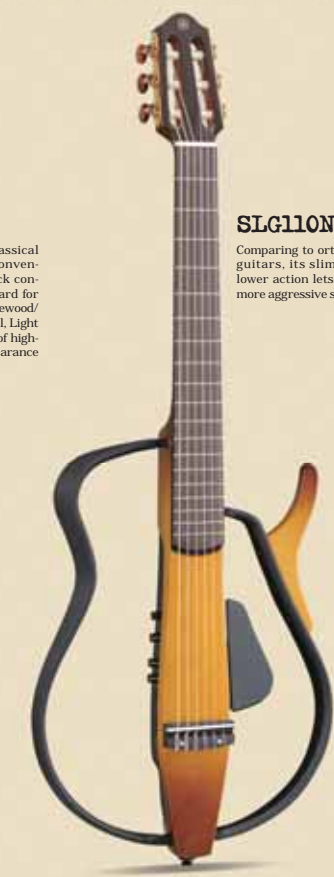 assical
onven-
ck con-
ard for
ewood/
l, Light
of high-
arance
SLG110N
Comparing to ort
guitars, its slim
lower action lets
more aggressive s